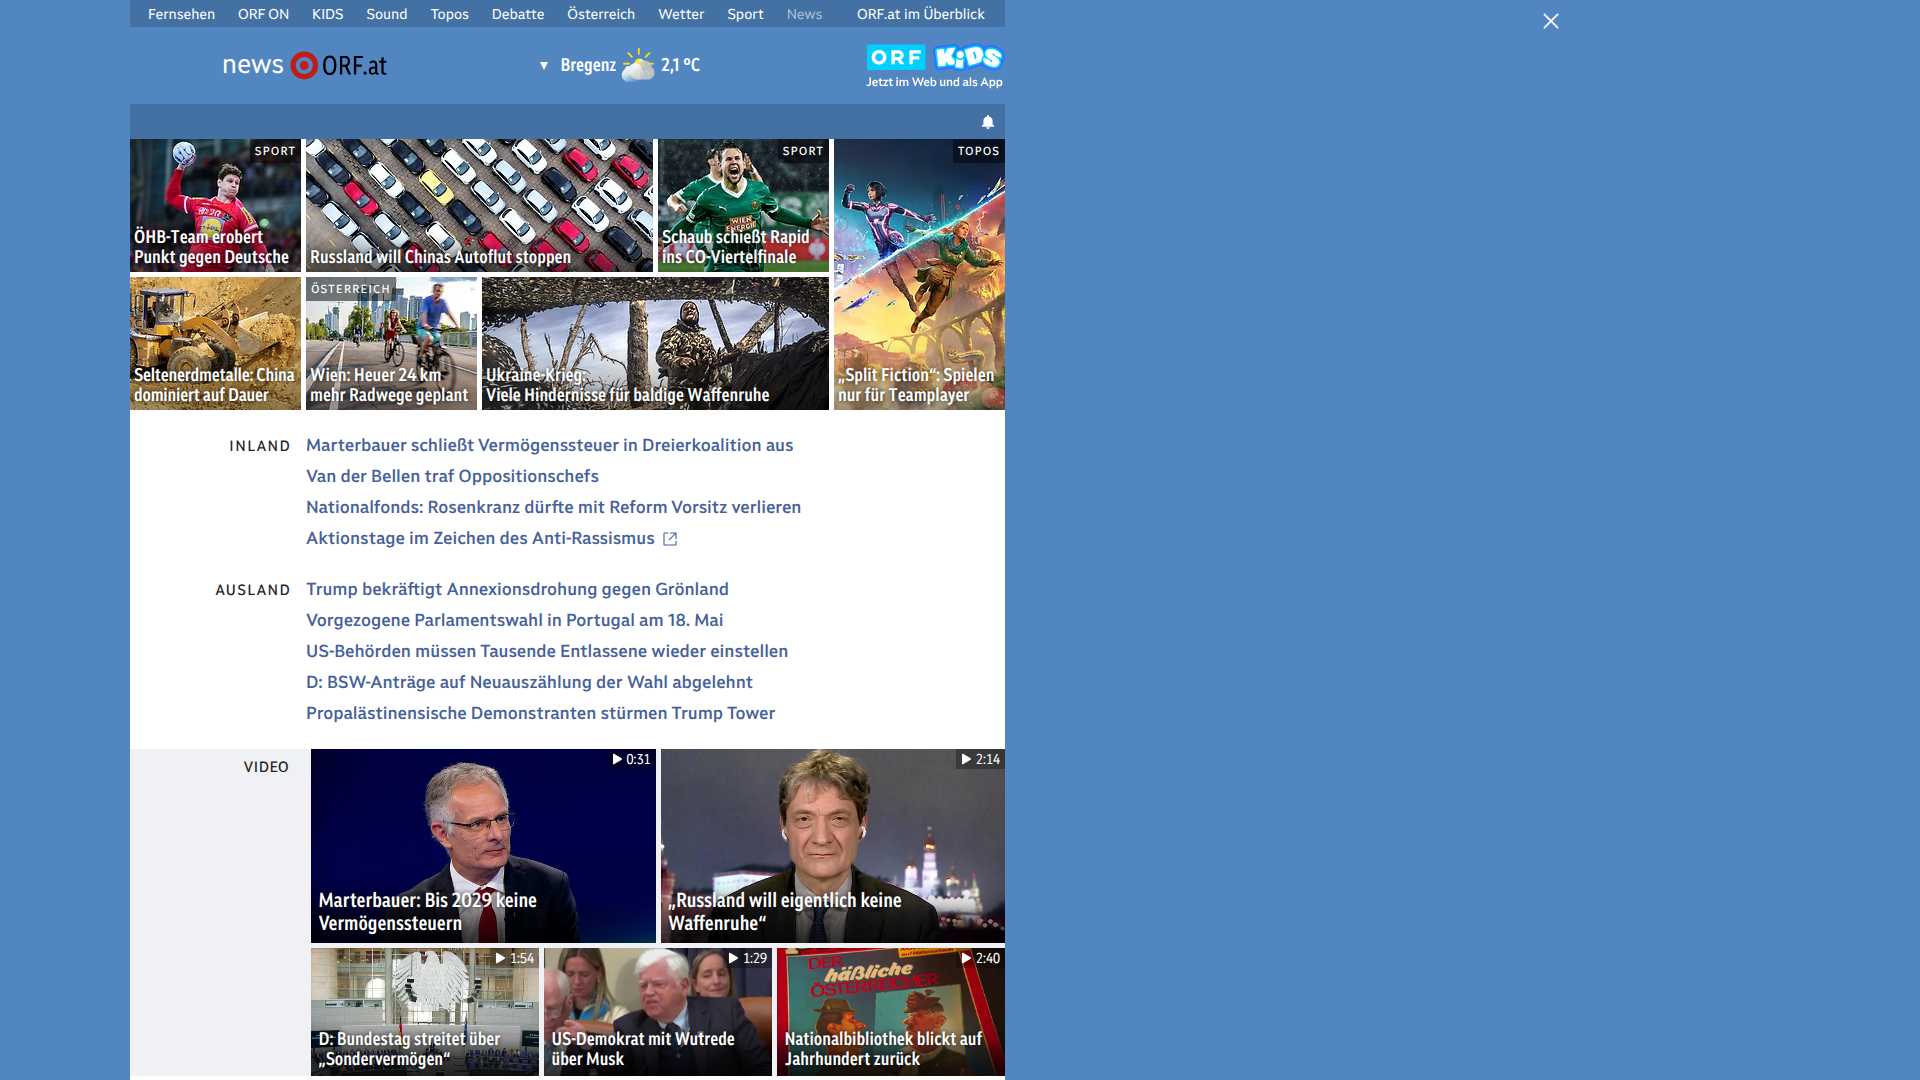 Fernsehen ORF ON KIDS Sound Topos Debatte Österreich Wetter Sport News ORF.at im Überblick
news ORF.at
Bregenz 2,1 °C
ORF KiDS
Jetzt im Web und als App
SPORT
ÖHB-Team erobert
Punkt gegen Deutsche
Russland will Chinas Autoflut stoppen
SPORT
WIEN
ENERGIE
Schaub schießt Rapid
ins CO-Viertelfinale
TOPOS
„Split Fiction“: Spielen
nur für Teamplayer
Seltenerdmetalle: China
dominiert auf Dauer
ÖSTERREICH
Wien: Heuer 24 km
mehr Radwege geplant
Ukraine-Krieg:
Viele Hindernisse für baldige Waffenruhe
INLAND
Marterbauer schließt Vermögenssteuer in Dreierkoalition aus
Van der Bellen traf Oppositionschefs
Nationalfonds: Rosenkranz dürfte mit Reform Vorsitz verlieren
Aktionstage im Zeichen des Anti-Rassismus
AUSLAND
Trump bekräftigt Annexionsdrohung gegen Grönland
Vorgezogene Parlamentswahl in Portugal am 18. Mai
US-Behörden müssen Tausende Entlassene wieder einstellen
D: BSW-Anträge auf Neuauszählung der Wahl abgelehnt
Propalästinensische Demonstranten stürmen Trump Tower
VIDEO
0:31
Marterbauer: Bis 2029 keine
Vermögenssteuern
2:14
„Russland will eigentlich keine
Waffenruhe“
1:54
D: Bundestag streitet über
„Sondervermögen“
1:29
US-Demokrat mit Wutrede
über Musk
2:40
DER
häßliche
ÖSTERREICHER
Nationalbibliothek blickt auf
Jahrhundert zurück